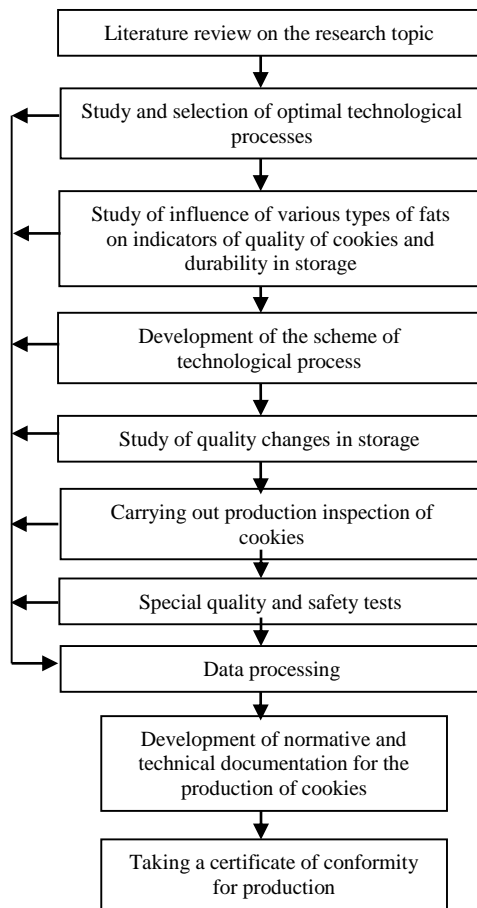 Literature review on the research topic
Study and selection of optimal technological
processes
Study of influence of various types of fats
on indicators of quality of cookies and
durability in storage
Development of the scheme of
technological process
Study of quality changes in storage
Carrying out production inspection of
cookies
Special quality and safety tests
Data processing
Development of normative and
technical documentation for the
production of cookies
Taking a certificate of conformity
for production